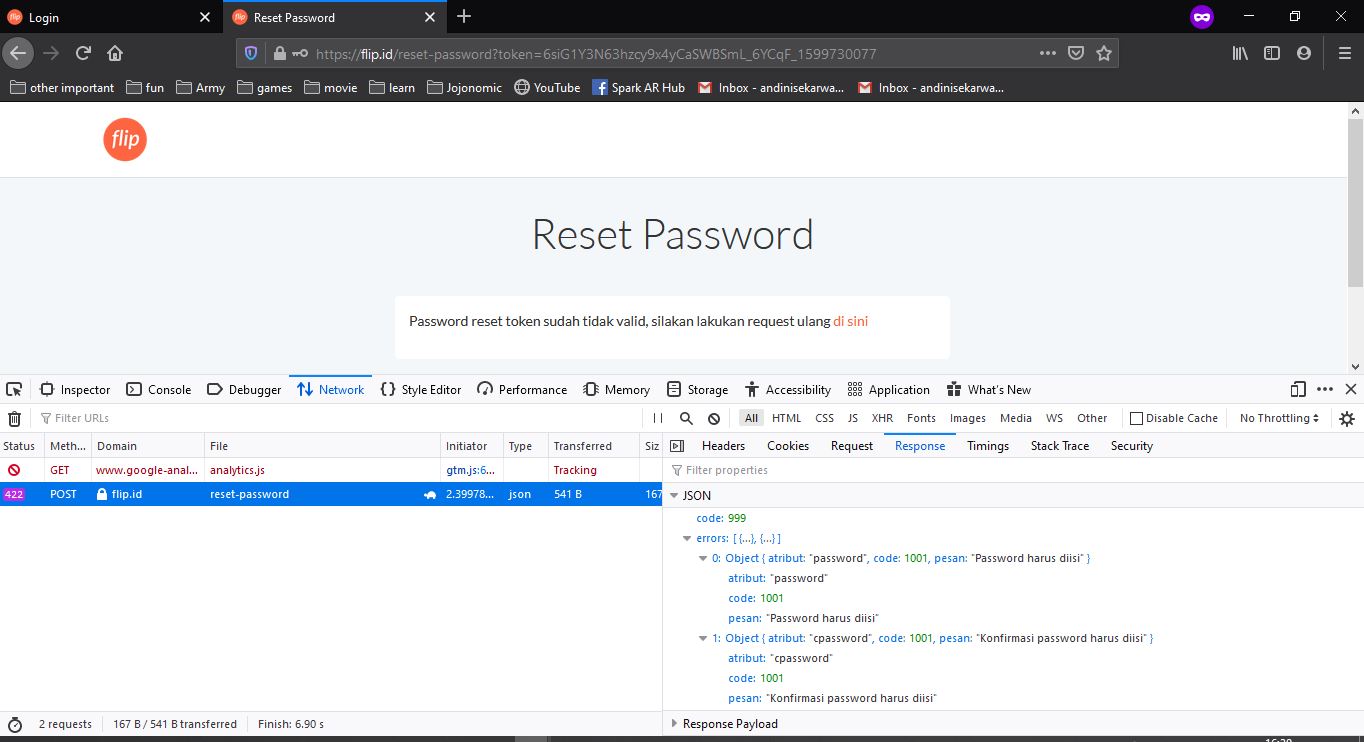 flip Login
flip Reset Password
https://flip.id/reset-password?token=6siG1Y3N63hzcy9x4yCaSWBSmL_6YCqF_1599730077
other important fun Army games movie learn Jojonomic YouTube Spark AR Hub Inbox - andinisekarwa... Inbox - andinisekarwa...
flip
Reset Password
Password reset token sudah tidak valid, silakan lakukan request ulang di sini
Inspector Console Debugger Network Style Editor Performance Memory Storage Accessibility Application What's New
Filter URLs All HTML CSS JS XHR Fonts Images Media WS Other Disable Cache No Throttling
Status Meth... Domain File Initiator Type Transferred Siz
GET www.google-anal... analytics.js gtm.js:6... Tracking
422 POST flip.id reset-password 2.39978... json 541 B 167
2 requests 167 B / 541 B transferred Finish: 6.90 s
Headers Cookies Request Response Timings Stack Trace Security
Filter properties
JSON
code: 999
errors: [ {...}, {...} ]
0: Object { atribut: "password", code: 1001, pesan: "Password harus diisi" }
atribut: "password"
code: 1001
pesan: "Password harus diisi"
1: Object { atribut: "cpassword", code: 1001, pesan: "Konfirmasi password harus diisi" }
atribut: "cpassword"
code: 1001
pesan: "Konfirmasi password harus diisi"
Response Payload